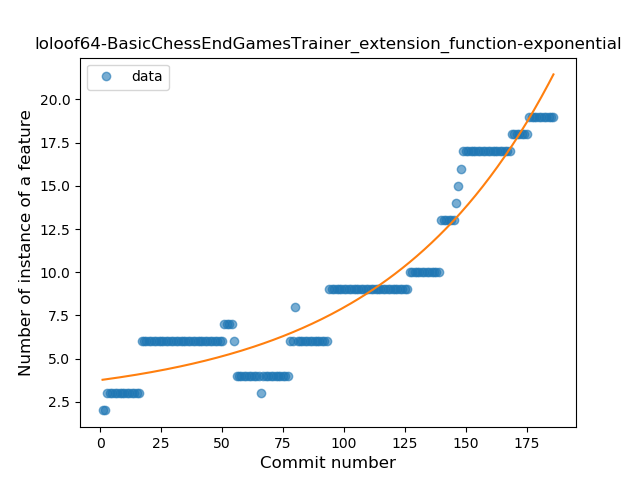 loloof64-BasicChessEndGamesTrainer_extension_function-exponential
data
Number of instance of a feature
20.0
17.5
15.0
12.5
10.0
7.5
5.0
2.5
0 25 50 75 100 125 150 175
Commit number